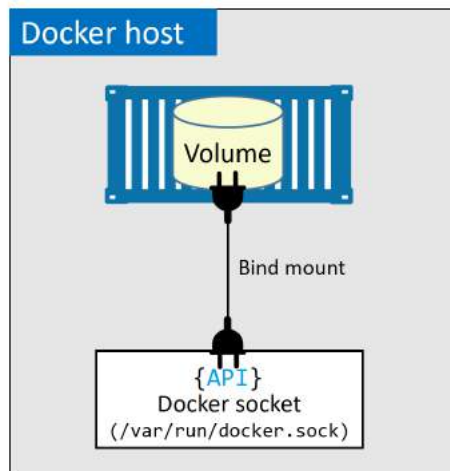 Docker host
Volume
Bind mount
{API}
Docker socket
(/var/run/docker.sock)